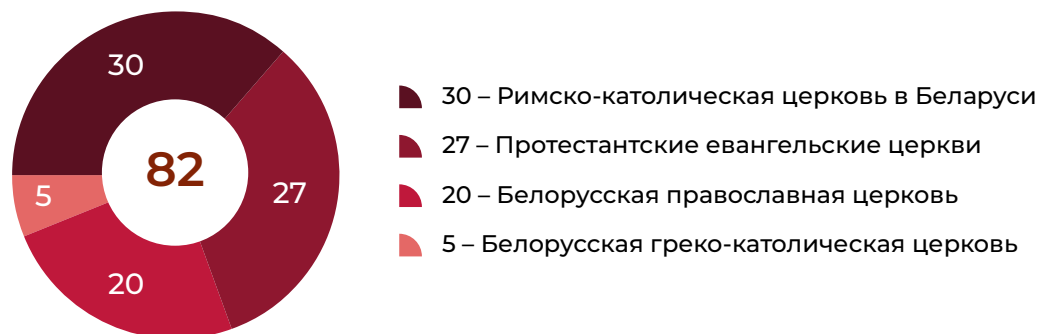 30
27
20
5
82
30 – Римско-католическая церковь в Беларуси
27 – Протестантские евангельские церкви
20 – Белорусская православная церковь
5 – Белорусская греко-католическая церковь